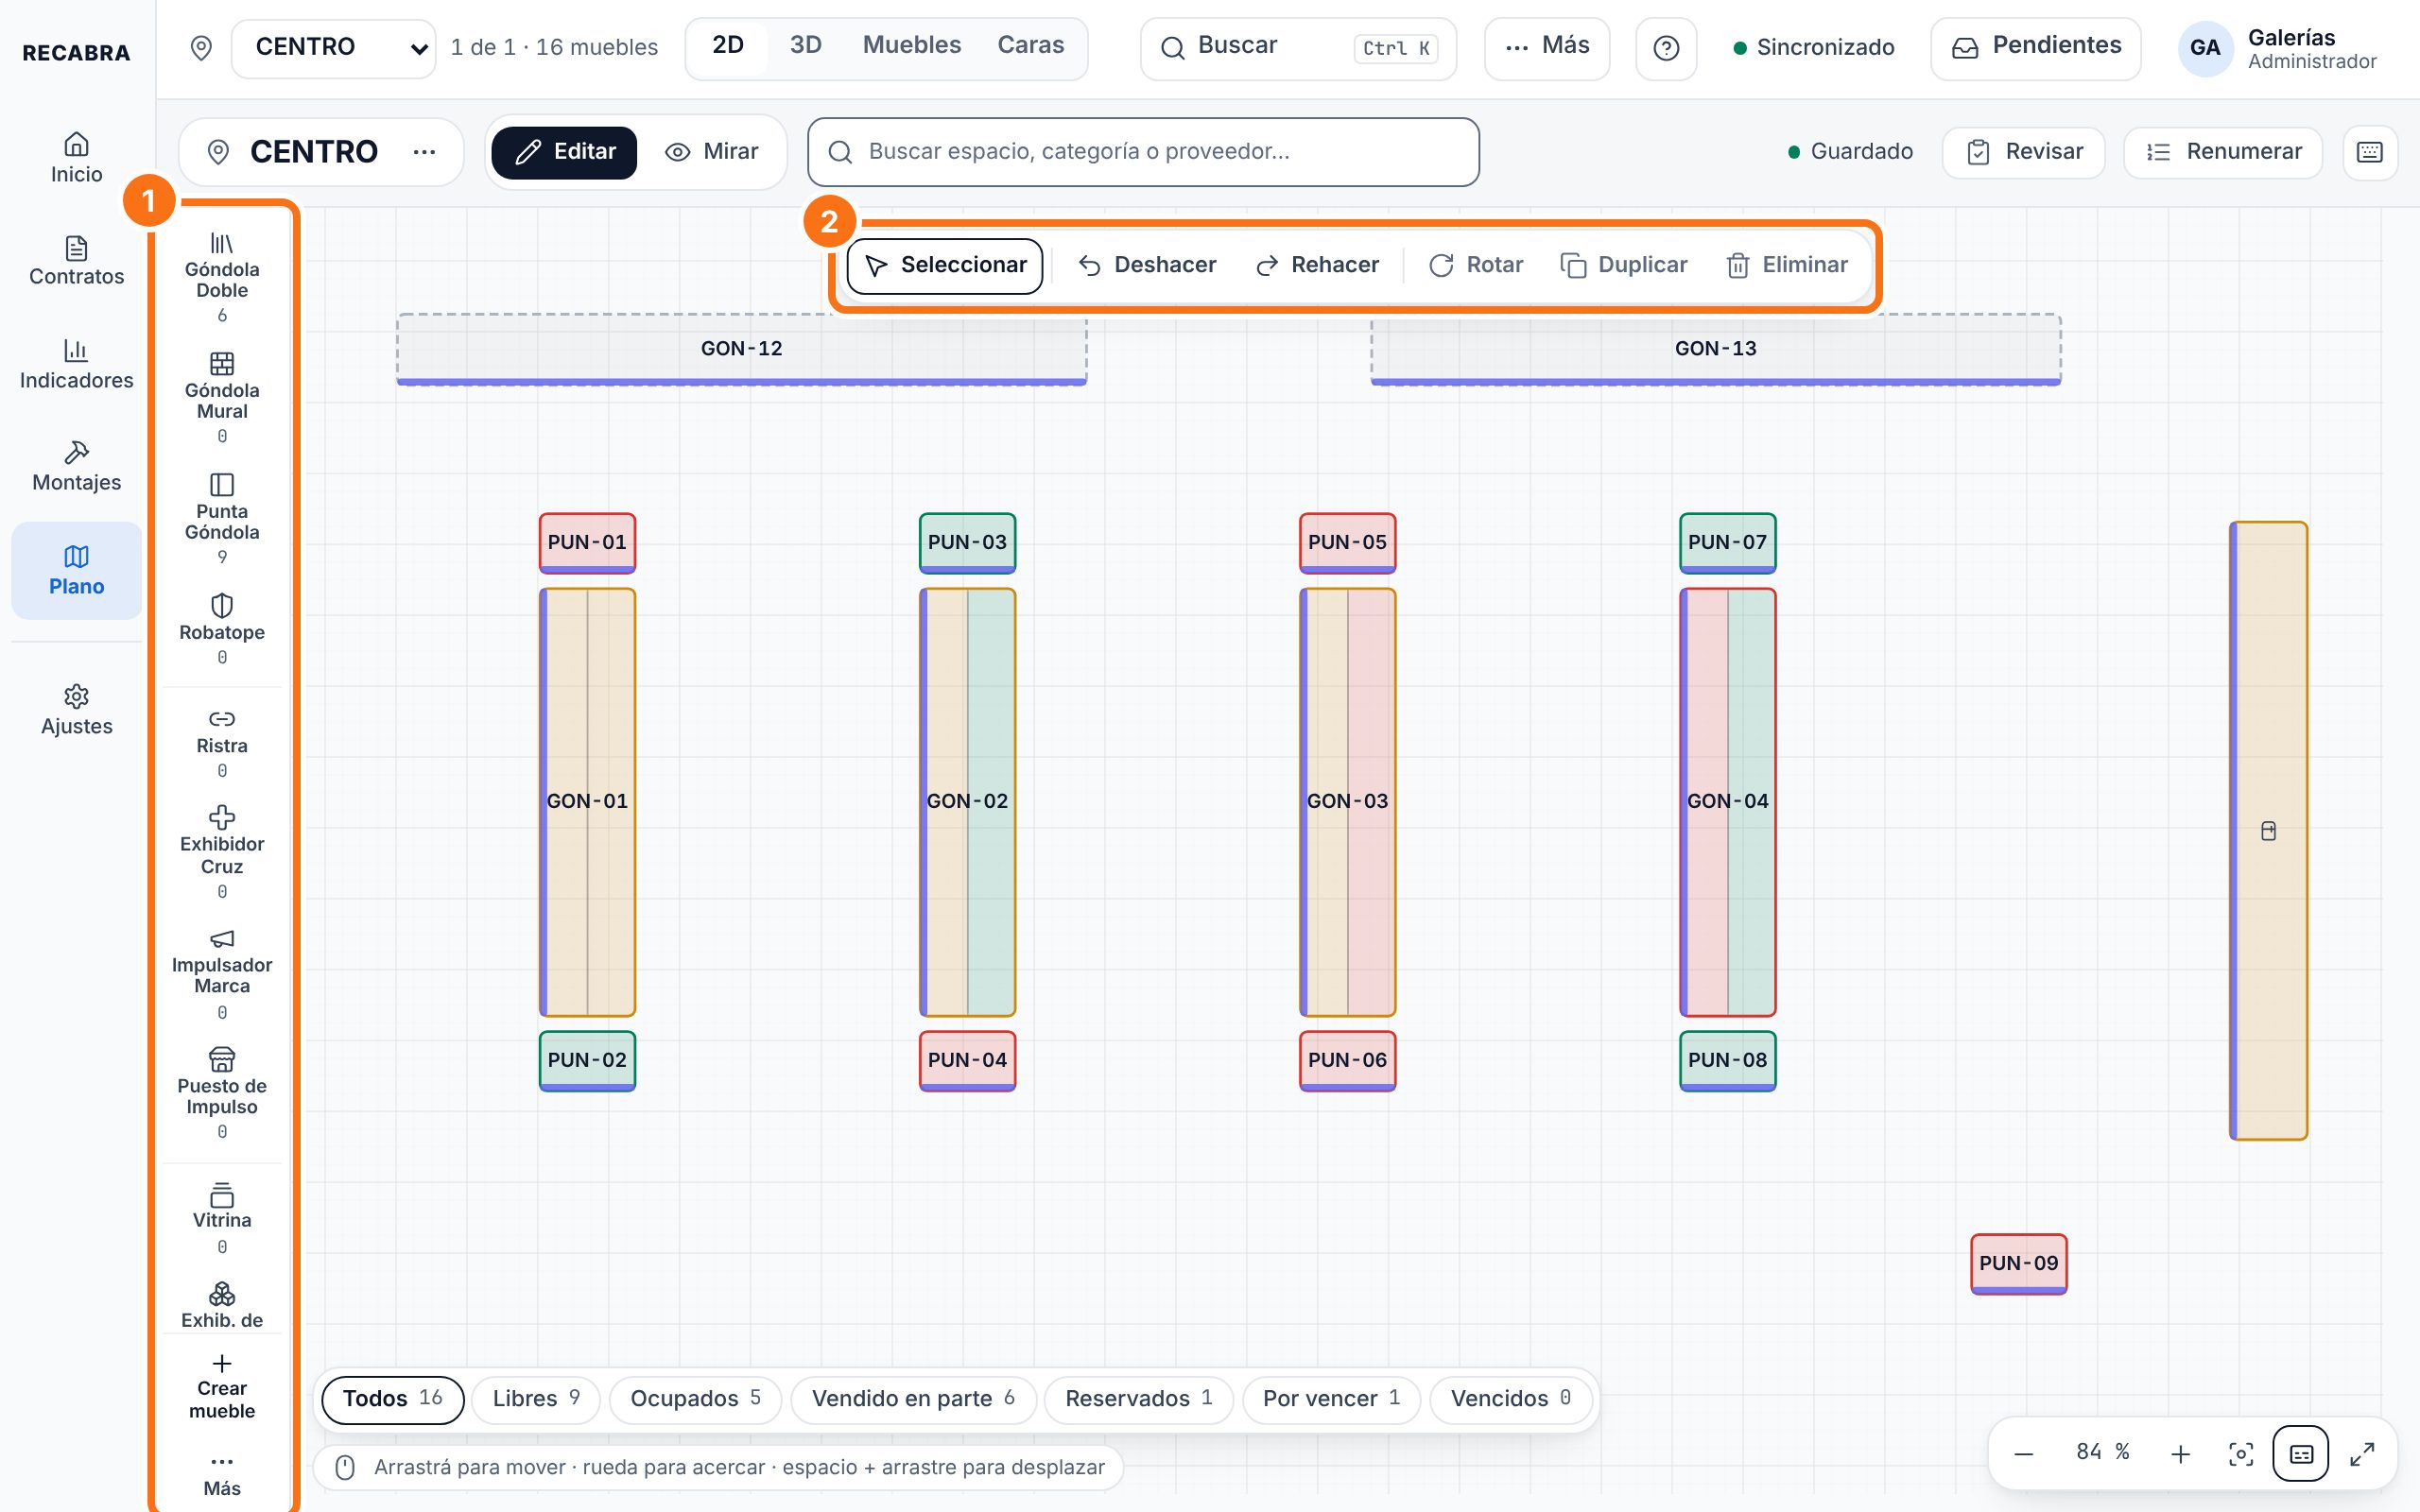 RECABRA
CENTRO
1 de 1 · 16 muebles
2D
3D
Muebles
Caras
Buscar
Ctrl K
··· Más
Sincronizado
Pendientes
GA
Galerías
Administrador
CENTRO
···
Editar
Mirar
Buscar espacio, categoría o proveedor...
Guardado
Revisar
Renumerar
Inicio
Contratos
Indicadores
Montajes
Plano
Ajustes
1
Góndola
Doble
6
Góndola
Mural
0
Punta
Góndola
9
Robatope
0
Ristra
0
Exhibidor
Cruz
0
Impulsador
Marca
0
Puesto de
Impulso
0
Vitrina
0
Exhib. de
Crear
mueble
···
Más
2
Seleccionar
Deshacer
Rehacer
Rotar
Duplicar
Eliminar
GON-12
GON-13
PUN-01
PUN-03
PUN-05
PUN-07
GON-01
GON-02
GON-03
GON-04
PUN-02
PUN-04
PUN-06
PUN-08
PUN-09
Todos 16
Libres 9
Ocupados 5
Vendido en parte 6
Reservados 1
Por vencer 1
Vencidos 0
Arrastrá para mover · rueda para acercar · espacio + arrastre para desplazar
84 %